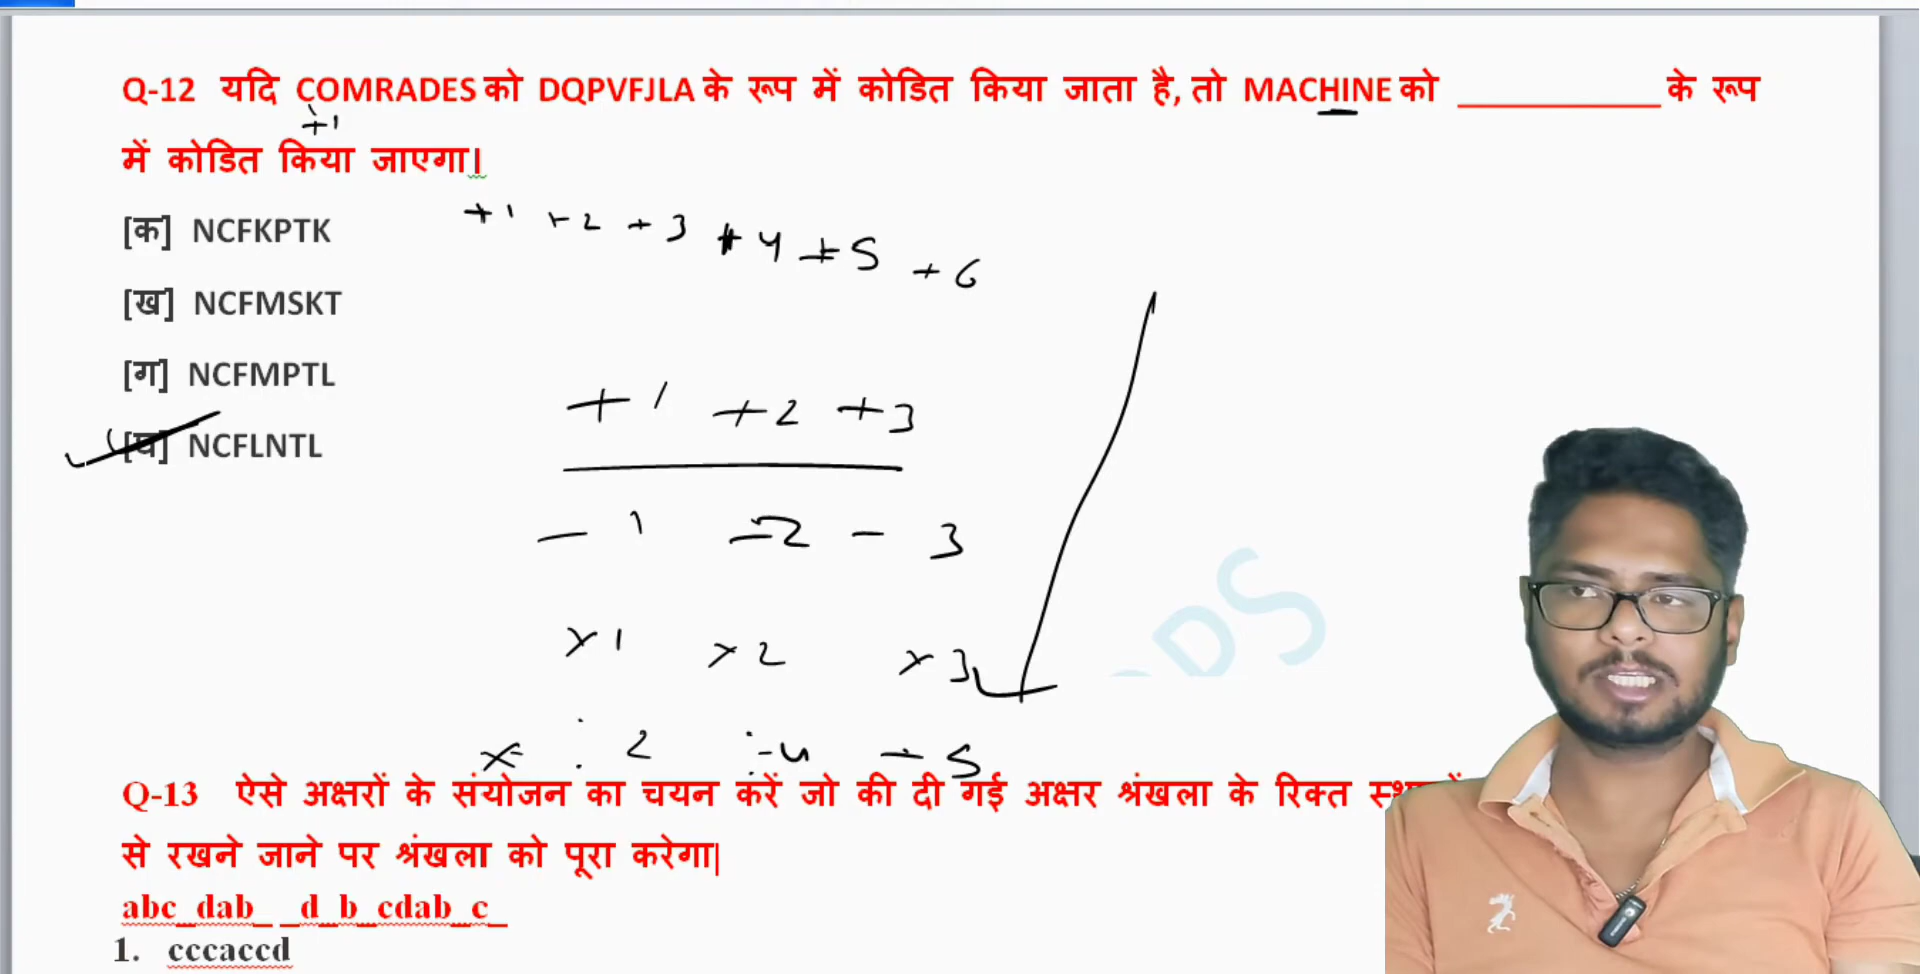 Q-12 यदि COMRADES को DQPVFJLA के रूप में कोडित किया जाता है, तो MACHINE को ____________ के रूप
+1
में कोडित किया जाएगा।
[क] NCFKPTK
+1 +2 +3 +4 +5 +6
[ख] NCFMSKT
[ग] NCFMPTL
+1 +2 +3
[घ] NCFLNTL
-1 -2 -3
×1 ×2 ×3
÷2 ÷4 ÷5
Q-13 ऐसे अक्षरों के संयोजन का चयन करें जो की दी गई अक्षर श्रंखला के रिक्त
से रखने जाने पर श्रंखला को पूरा करेगा|
abc_dab_ _d_b_cdab_c_
1. cccaccd